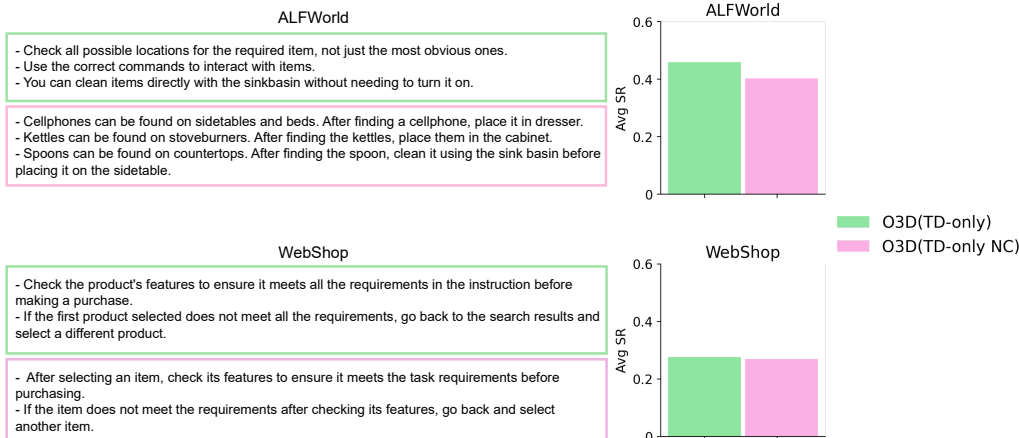 ALFWorld
- Check all possible locations for the required item, not just the most obvious ones.
- Use the correct commands to interact with items.
- You can clean items directly with the sinkbasin without needing to turn it on.
- Cellphones can be found on sidetables and beds. After finding a cellphone, place it in dresser.
- Kettles can be found on stoveburners. After finding the kettles, place them in the cabinet.
- Spoons can be found on countertops. After finding the spoon, clean it using the sink basin before
placing it on the sidetable.
ALFWorld
0.6
0.4
0.2
0
Avg SR
O3D(TD-only)
O3D(TD-only NC)
WebShop
- Check the product's features to ensure it meets all the requirements in the instruction before
making a purchase.
- If the first product selected does not meet all the requirements, go back to the search results and
select a different product.
- After selecting an item, check its features to ensure it meets the task requirements before
purchasing.
- If the item does not meet the requirements after checking its features, go back and select
another item.
WebShop
0.6
0.4
0.2
0
Avg SR